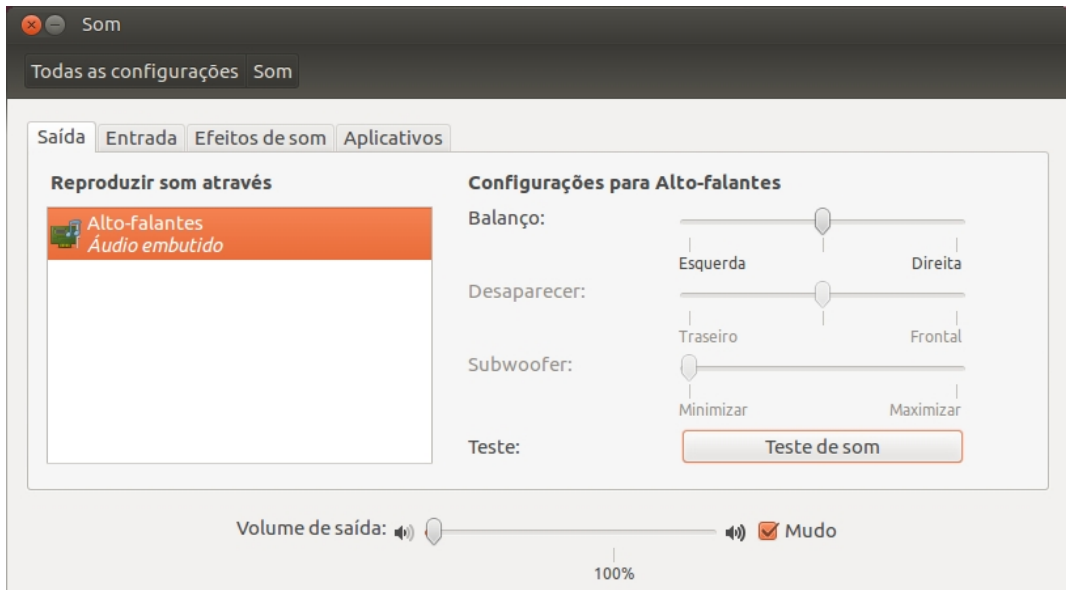 Som
Todas as configurações Som
Saída Entrada Efeitos de som Aplicativos
Reproduzir som através
Alto-falantes
Áudio embutido
Configurações para Alto-falantes
Balanço:
Esquerda Direita
Desaparecer:
Traseiro Frontal
Subwoofer:
Minimizar Maximizar
Teste: Teste de som
Volume de saída: Mudo
100%